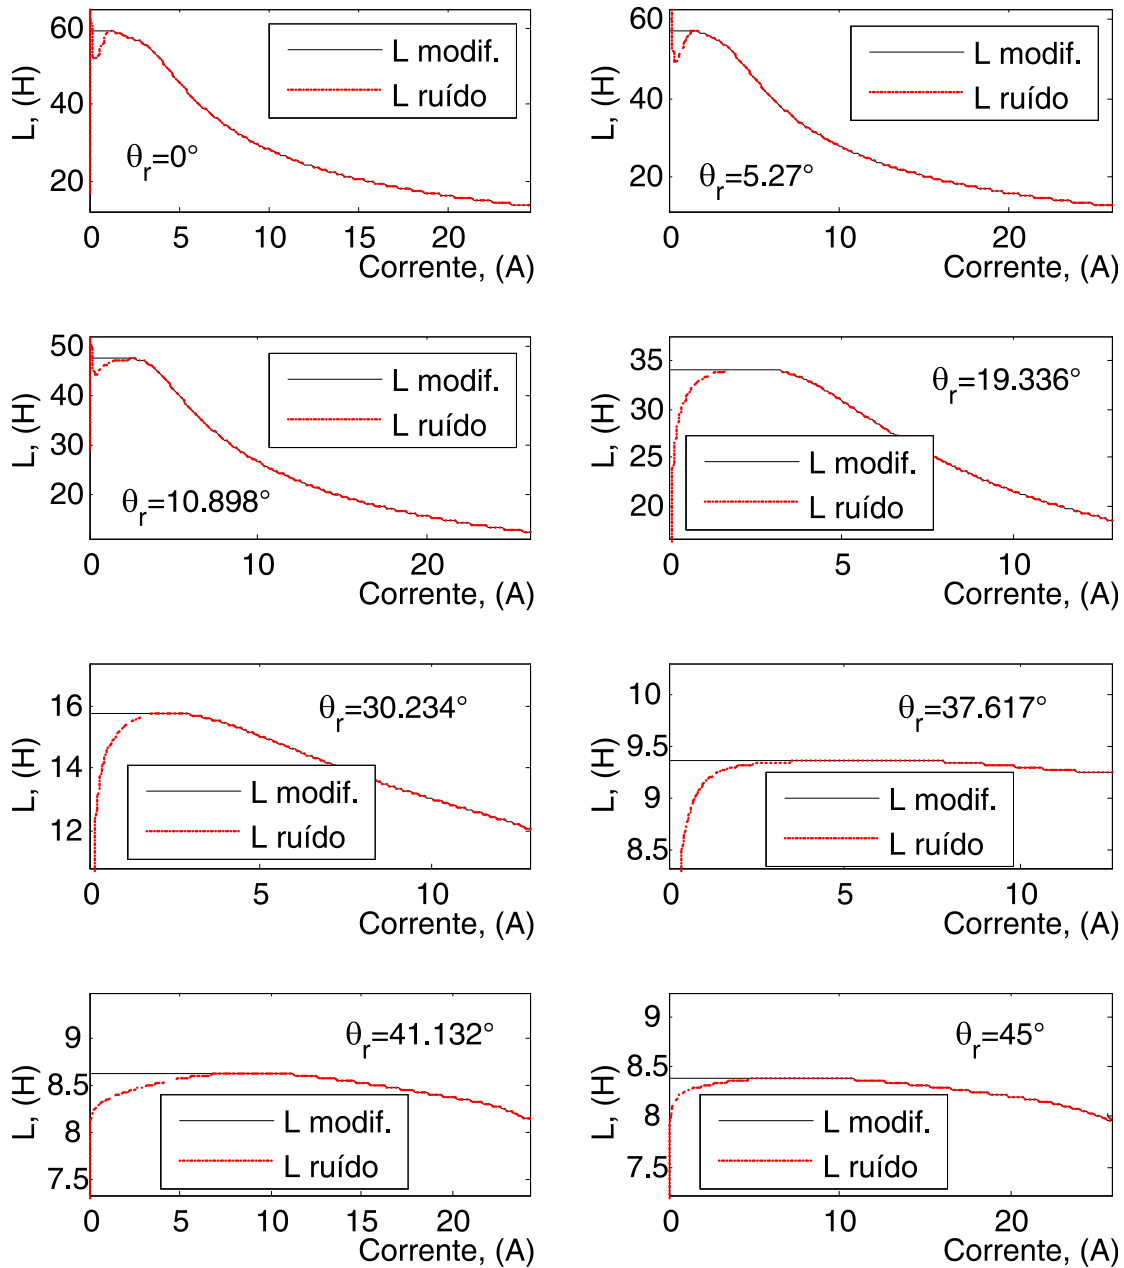 60
40
20
L, (H)
L modif.
L ruído
θr=0°
0 5 10 15 20
Corrente, (A)
60
40
20
L, (H)
L modif.
L ruído
θr=5.27°
0 10 20
Corrente, (A)
50
40
30
20
L, (H)
L modif.
L ruído
θr=10.898°
0 10 20
Corrente, (A)
35
30
25
20
L, (H)
θr=19.336°
L modif.
L ruído
0 5 10
Corrente, (A)
16
14
12
L, (H)
θr=30.234°
L modif.
L ruído
0 5 10
Corrente, (A)
10
9.5
9
8.5
L, (H)
θr=37.617°
L modif.
L ruído
0 5 10
Corrente, (A)
9
8.5
8
7.5
L, (H)
θr=41.132°
L modif.
L ruído
0 5 10 15 20
Corrente, (A)
9
8.5
8
7.5
L, (H)
θr=45°
L modif.
L ruído
0 10 20
Corrente, (A)